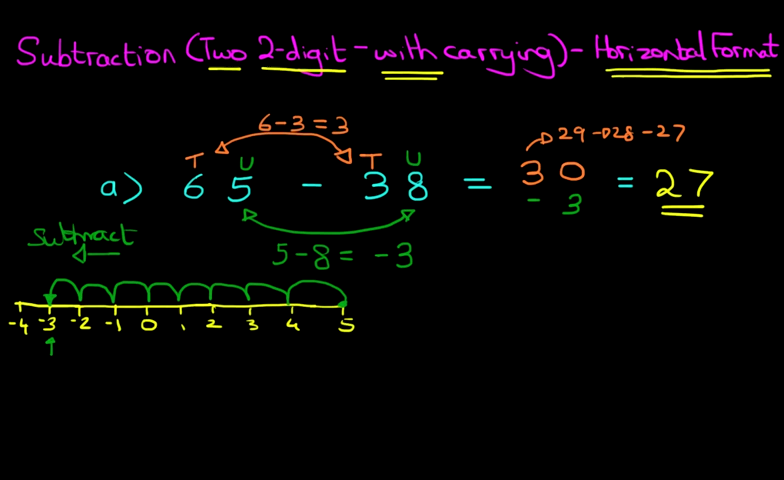 Subtraction (Two 2-digit - with carrying) - Horizontal Format
6-3 = 3
29 - 28 - 27
T U T U
a) 65 - 38 = 30 = 27
- 3
subtract
5-8 = -3
-4 -3 -2 -1 0 1 2 3 4 5